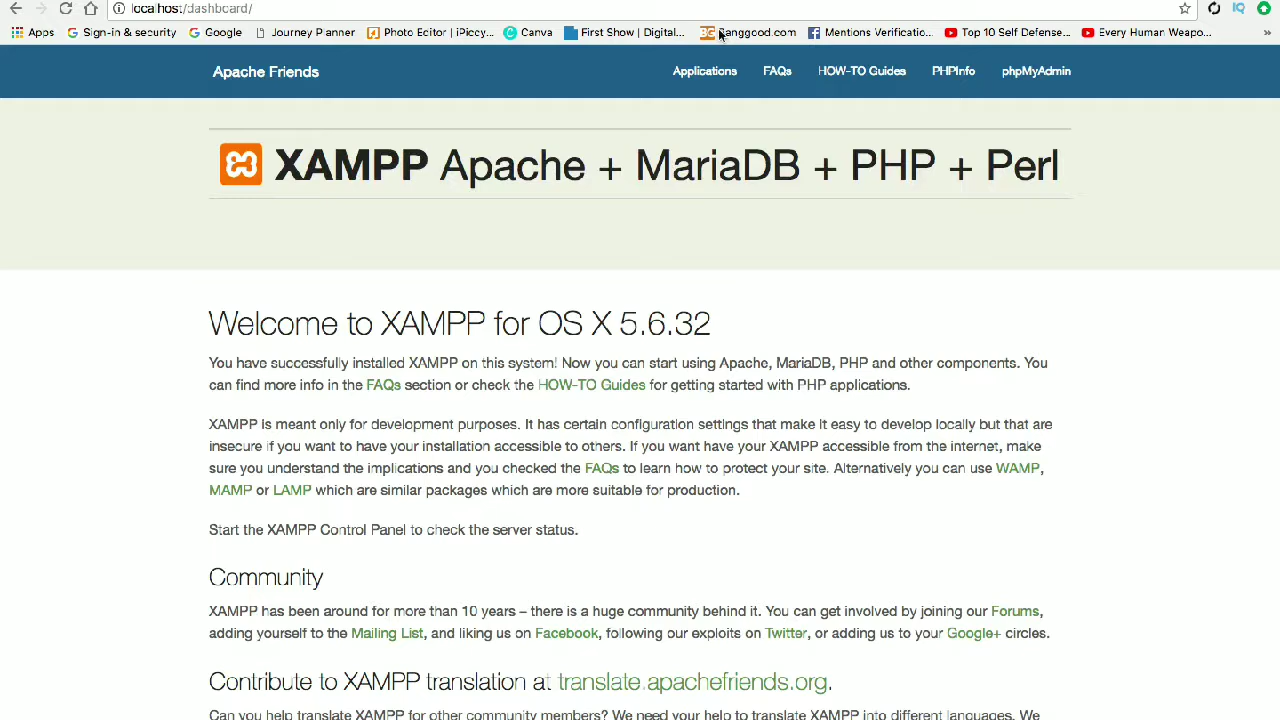 localhost/dashboard/
Apps Sign-in & security Google Journey Planner Photo Editor | iPiccy... Canva First Show | Digital... Banggood.com Mentions Verificatio... Top 10 Self Defense... Every Human Weapo... »
Apache Friends Applications FAQs HOW-TO Guides PHPInfo phpMyAdmin
XAMPP Apache + MariaDB + PHP + Perl
Welcome to XAMPP for OS X 5.6.32
You have successfully installed XAMPP on this system! Now you can start using Apache, MariaDB, PHP and other components. You
can find more info in the FAQs section or check the HOW-TO Guides for getting started with PHP applications.
XAMPP is meant only for development purposes. It has certain configuration settings that make it easy to develop locally but that are
insecure if you want to have your installation accessible to others. If you want have your XAMPP accessible from the internet, make
sure you understand the implications and you checked the FAQs to learn how to protect your site. Alternatively you can use WAMP,
MAMP or LAMP which are similar packages which are more suitable for production.
Start the XAMPP Control Panel to check the server status.
Community
XAMPP has been around for more than 10 years – there is a huge community behind it. You can get involved by joining our Forums,
adding yourself to the Mailing List, and liking us on Facebook, following our exploits on Twitter, or adding us to your Google+ circles.
Contribute to XAMPP translation at translate.apachefriends.org.
Can you help translate XAMPP for other community members? We need your help to translate XAMPP into different languages. We